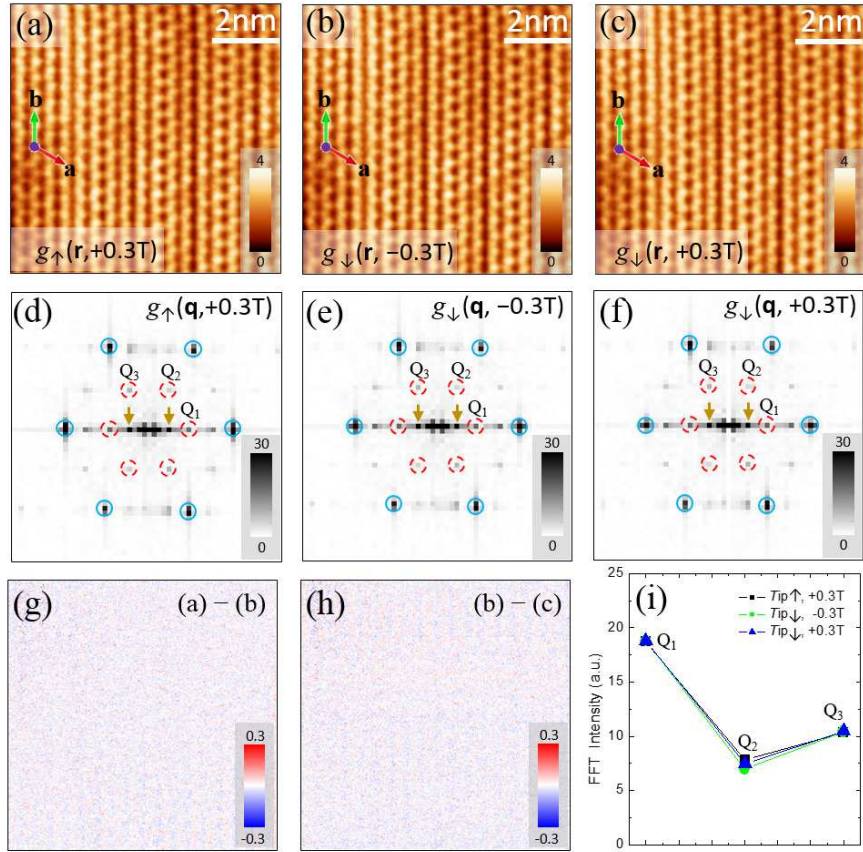 (a) 2nm
b
a
4
0
g↑(r,+0.3T)
(b) 2nm
b
a
4
0
g↓(r, −0.3T)
(c) 2nm
b
a
4
0
g↓(r, +0.3T)
(d) g↑(q,+0.3T)
Q3 Q2
Q1
30
0
(e) g↓(q, −0.3T)
Q3 Q2
Q1
30
0
(f) g↓(q, +0.3T)
Q3 Q2
Q1
30
0
(g) (a) − (b)
0.3
-0.3
(h) (b) − (c)
0.3
-0.3
(i)
Tip↑, +0.3T
Tip↓, -0.3T
Tip↓, +0.3T
FFT Intensity (a.u.)
25
20
15
10
5
0
Q1
Q2
Q3